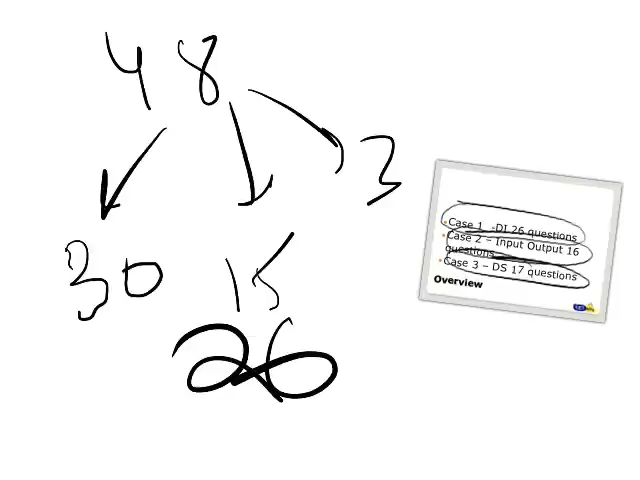 48
30 15 3
26
Case 1 -DI 26 questions
Case 2 – Input Output 16
questions
Case 3 – DS 17 questions
Overview